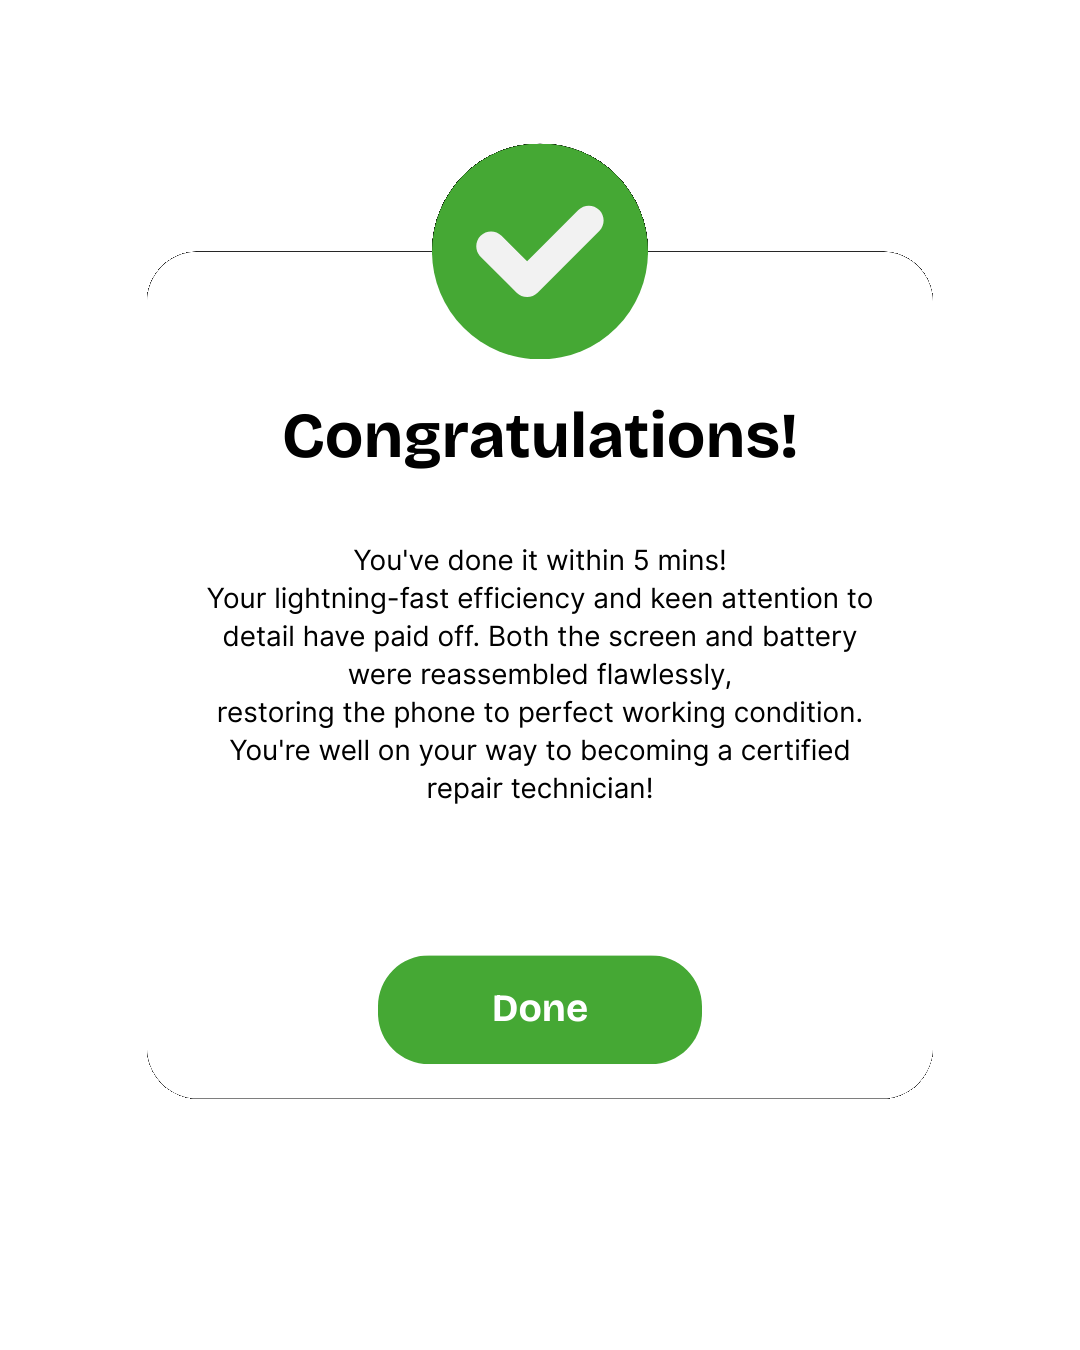 Congratulations!
You've done it within 5 mins!
Your lightning-fast efficiency and keen attention to
detail have paid off. Both the screen and battery
were reassembled flawlessly,
restoring the phone to perfect working condition.
You're well on your way to becoming a certified
repair technician!
Done